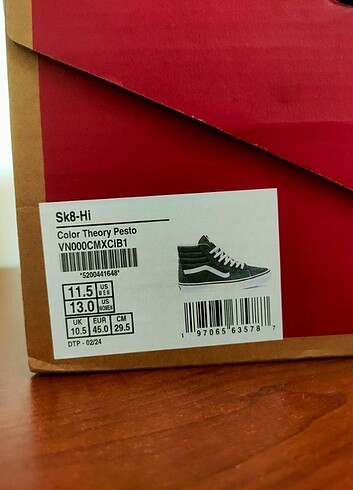 Sk8-Hi
Color Theory Pesto
VN000CMXCIB1
*5200441648*
11.5 US MEN
13.0 US WOMEN
UK EUR CM
10.5 45.0 29.5
DTP - 02/24
1 97065 63578 7